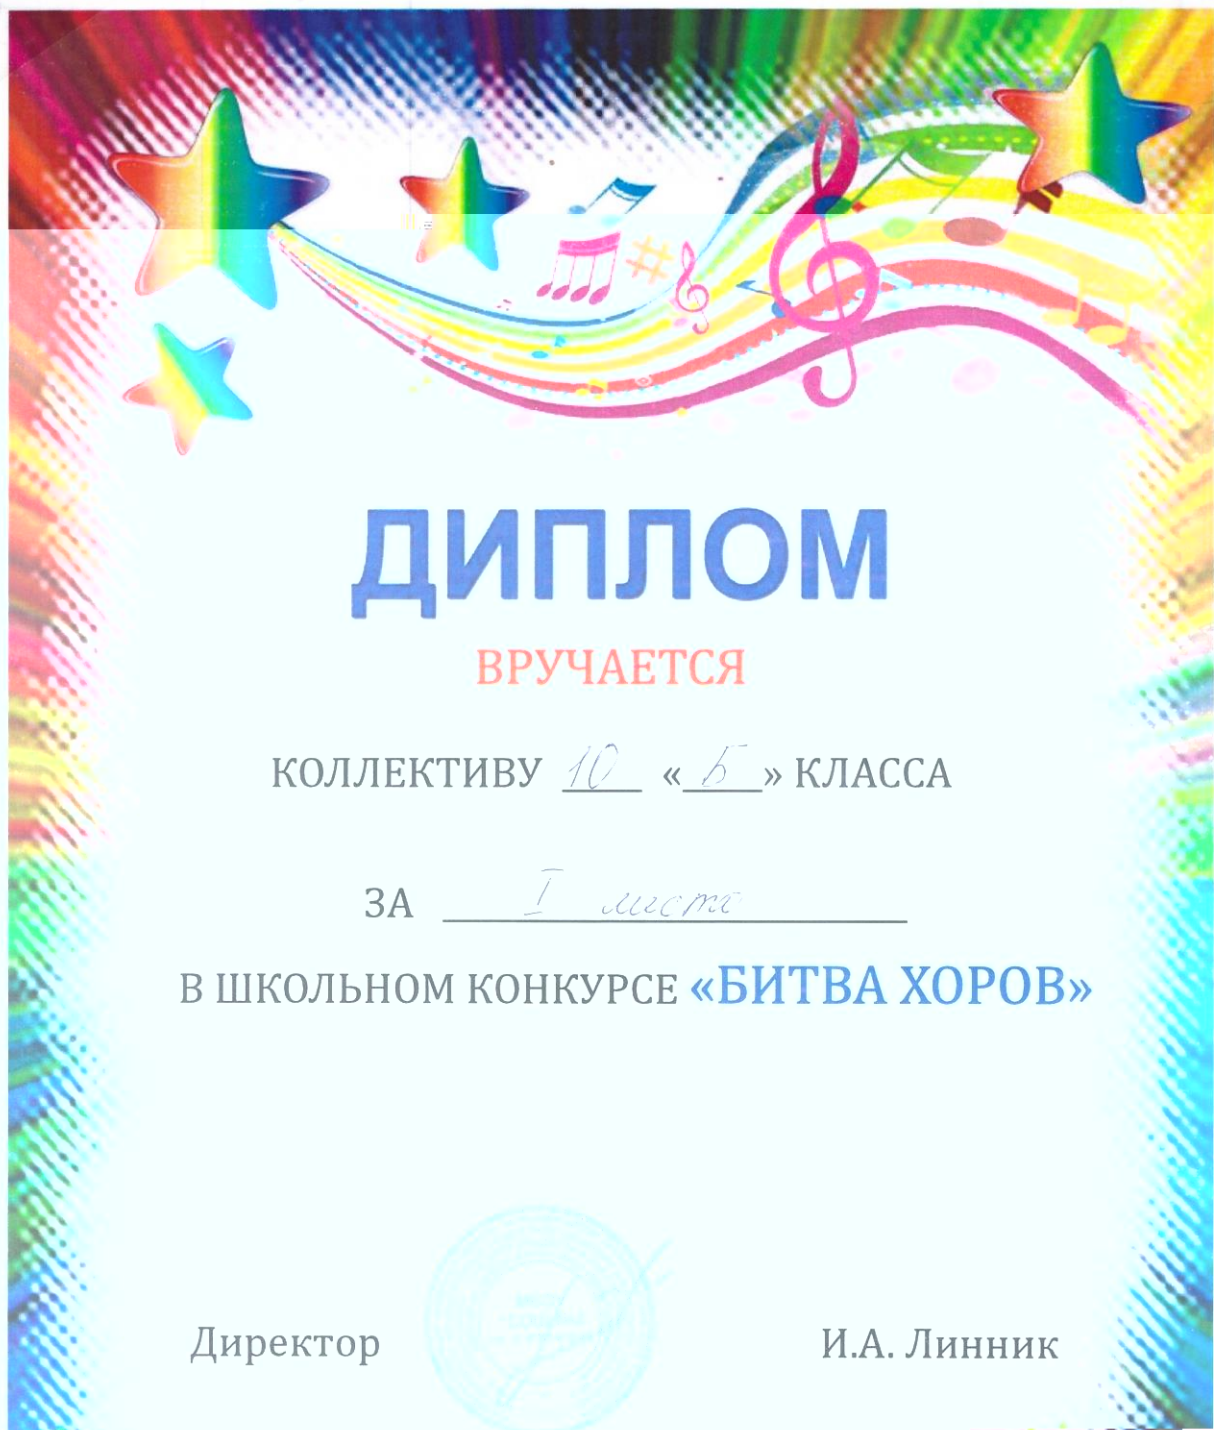 ДИПЛОМ
ВРУЧАЕТСЯ
КОЛЛЕКТИВУ 10 «Б» КЛАССА
ЗА I место
В ШКОЛЬНОМ КОНКУРСЕ «БИТВА ХОРОВ»
Директор И.А. Линник